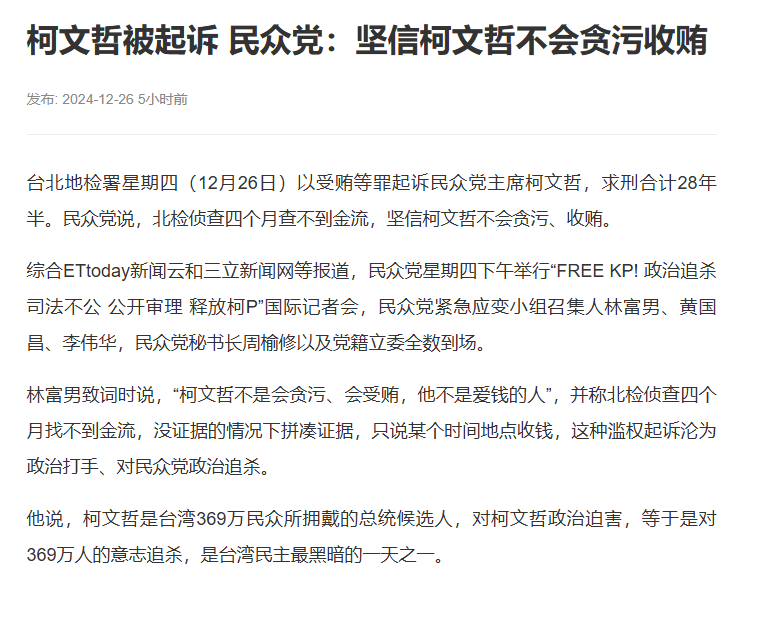 柯文哲被起诉 民众党：坚信柯文哲不会贪污收贿
发布: 2024-12-26 5小时前
台北地检署星期四（12月26日）以受贿等罪起诉民众党主席柯文哲，求刑合计28年
半。民众党说，北检侦查四个月查不到金流，坚信柯文哲不会贪污、收贿。
综合ETtoday新闻云和三立新闻网等报道，民众党星期四下午举行“FREE KP! 政治追杀
司法不公 公开审理 释放柯P”国际记者会，民众党紧急应变小组召集人林富男、黄国
昌、李伟华，民众党秘书长周榆修以及党籍立委全数到场。
林富男致词时说，“柯文哲不是会贪污、会受贿，他不是爱钱的人”，并称北检侦查四个
月找不到金流，没证据的情况下拼凑证据，只说某个时间地点收钱，这种滥权起诉沦为
政治打手、对民众党政治追杀。
他说，柯文哲是台湾369万民众所拥戴的总统候选人，对柯文哲政治迫害，等于是对
369万人的意志追杀，是台湾民主最黑暗的一天之一。